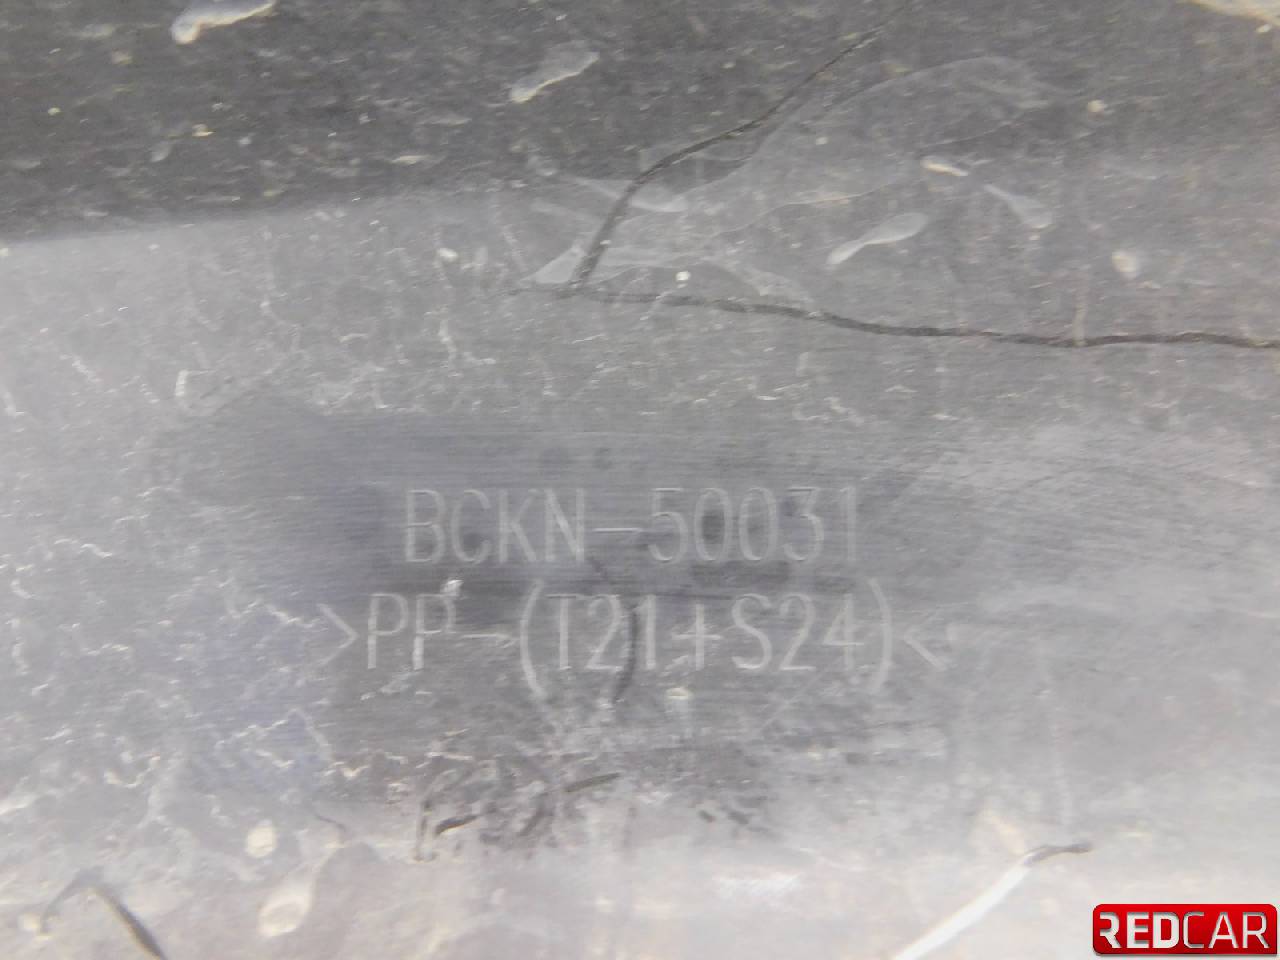 BCKN-50031
>PP-(T21+S24)<
REDCAR